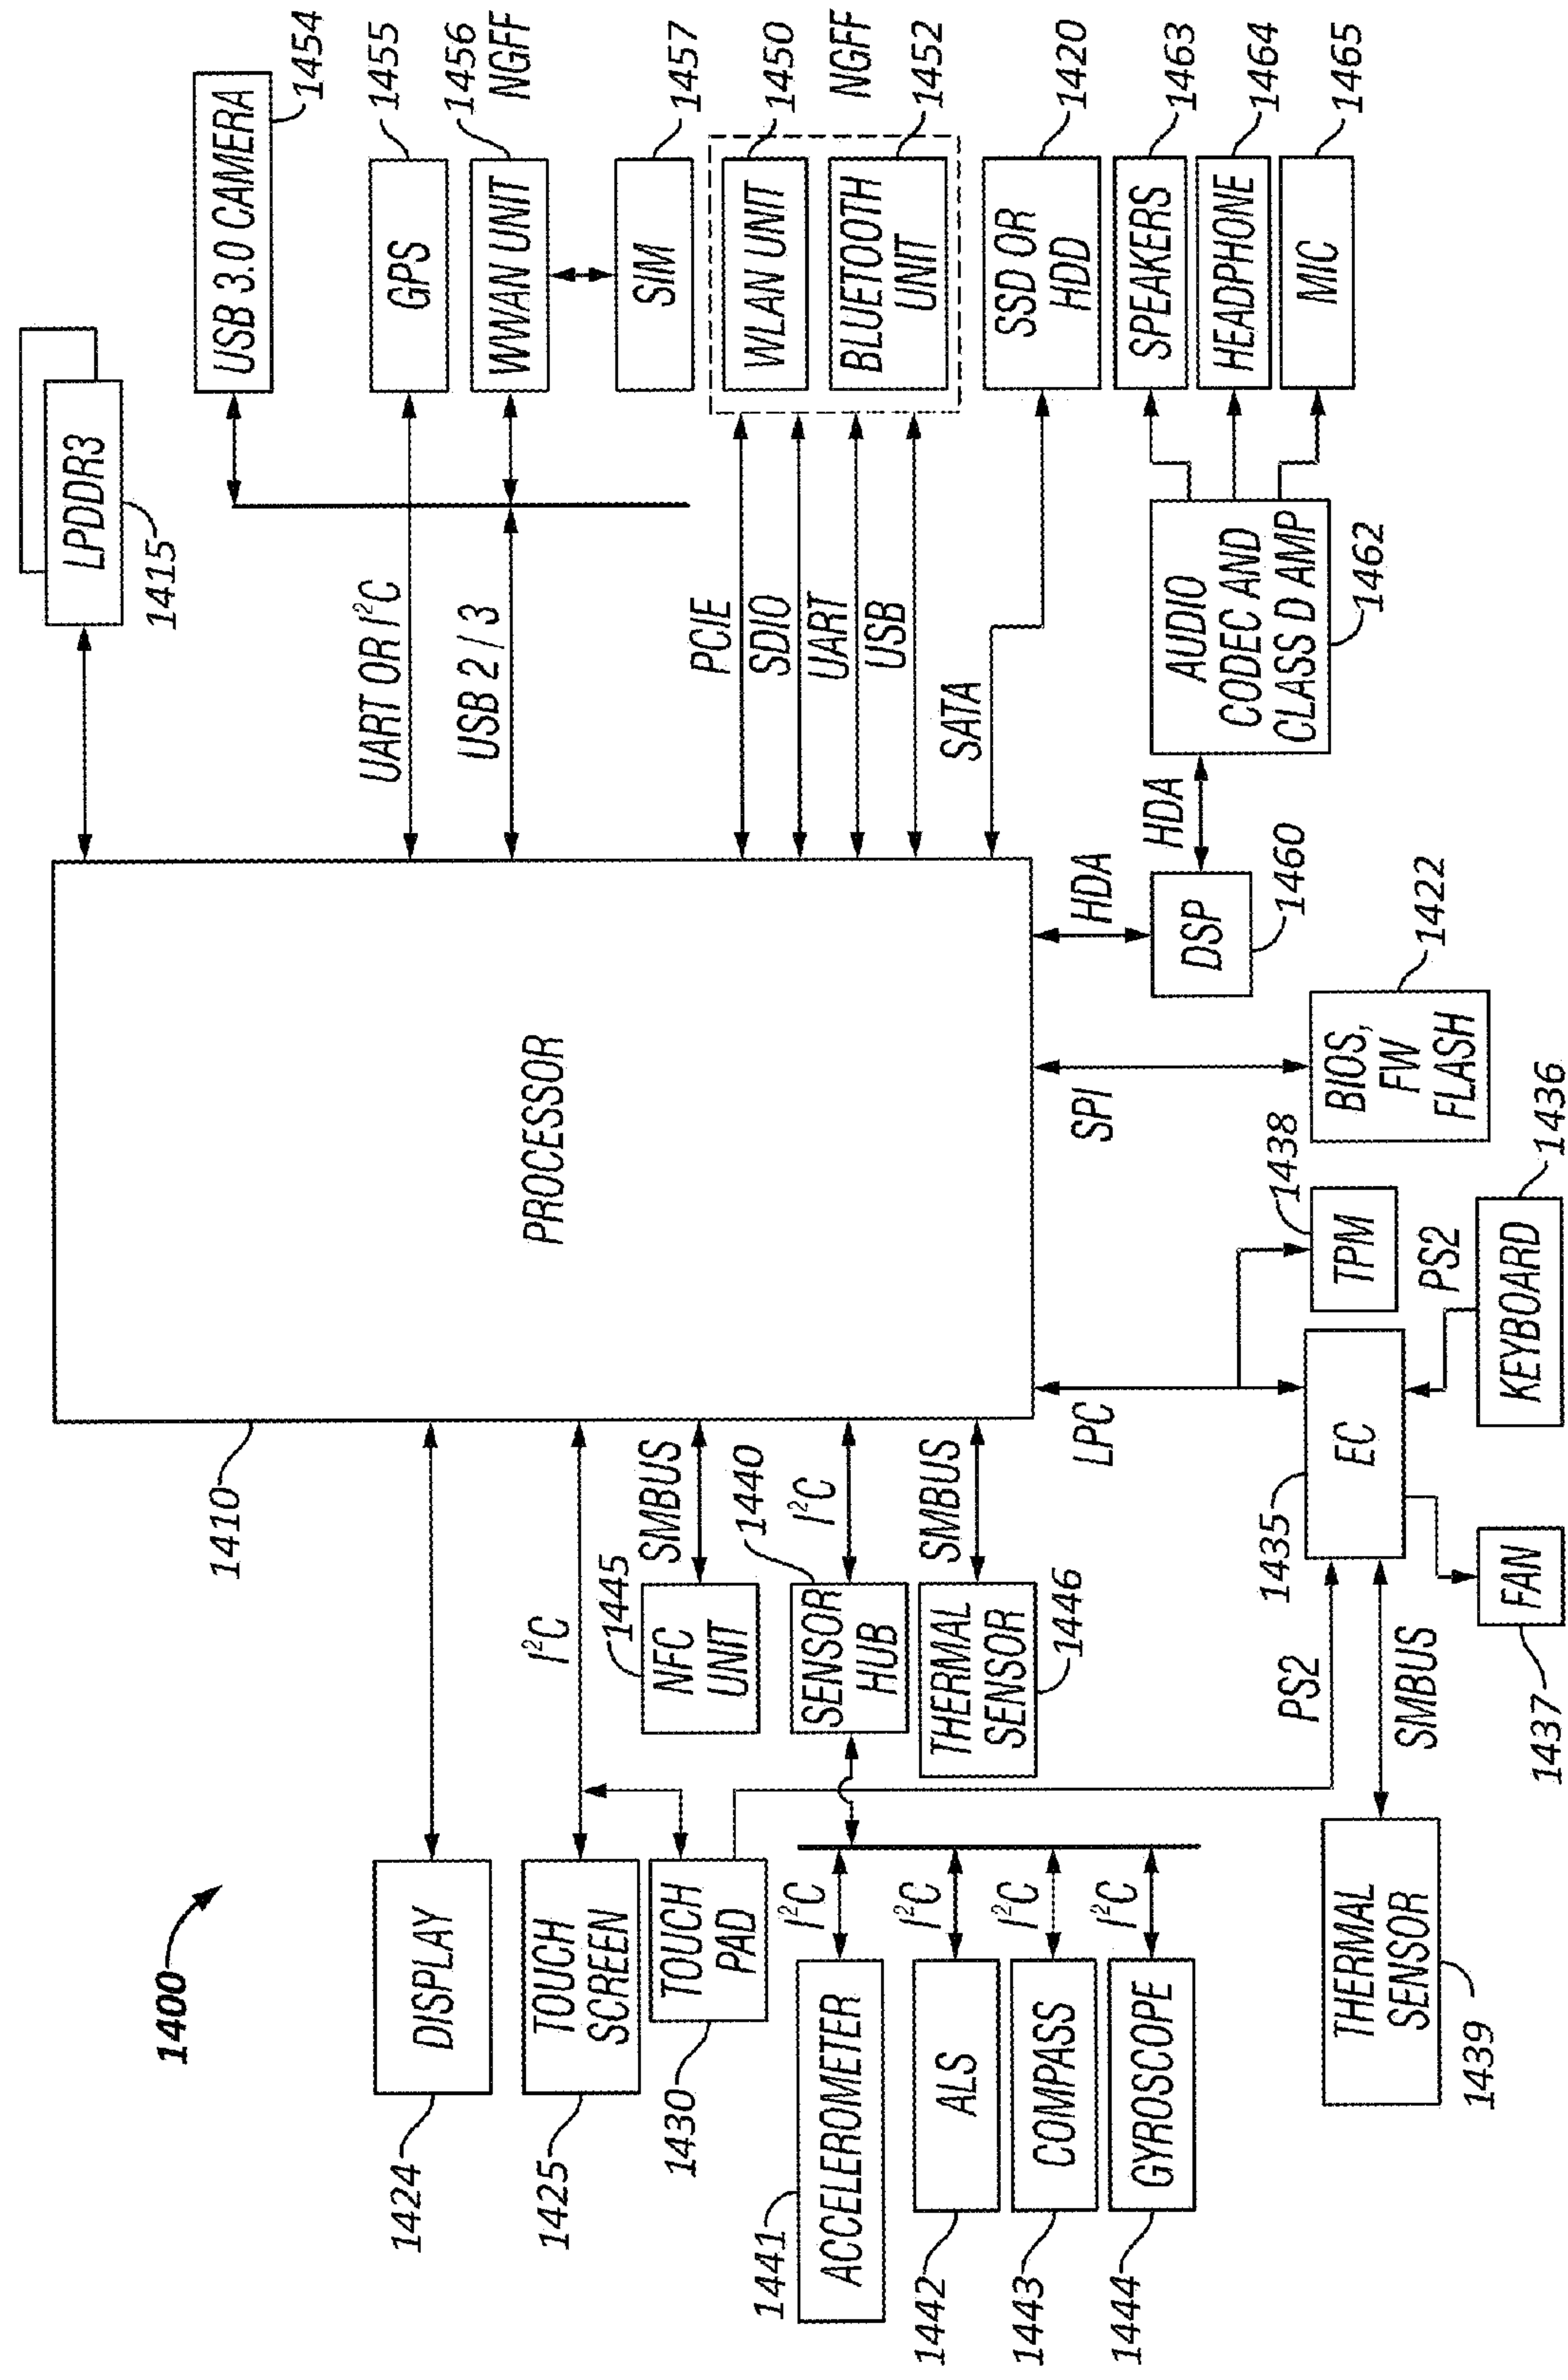 1400
1410
PROCESSOR
LPDDR3
1415
USB 3.0 CAMERA
1454
DISPLAY
1424
UART OR I²C
GPS
1455
USB 2 / 3
WWAN UNIT
1456
NGFF
SIM
1457
I²C
TOUCH
SCREEN
1425
TOUCH
PAD
1430
SMBUS
NFC
UNIT
1445
PCIE
SDIO
UART
USB
WLAN UNIT
1450
BLUETOOTH
UNIT
NGFF
1452
I²C
SENSOR
HUB
1440
SMBUS
THERMAL
SENSOR
1446
SATA
SSD OR
HDD
1420
I²C
ACCELEROMETER
1441
I²C
ALS
1442
I²C
COMPASS
1443
I²C
GYROSCOPE
1444
HDA
DSP
1460
HDA
AUDIO
CODEC AND
CLASS D AMP
1462
SPEAKERS
1463
HEADPHONE
1464
MIC
1465
SPI
BIOS,
FW
FLASH
1422
LPC
TPM
1438
EC
1435
PS2
PS2
KEYBOARD
1436
SMBUS
THERMAL
SENSOR
1439
FAN
1437